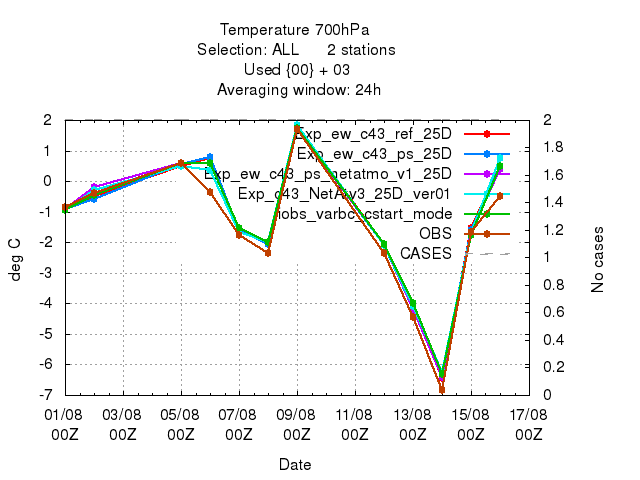 Temperature 700hPa
Selection: ALL 2 stations
Used {00} + 03
Averaging window: 24h
2 2
1 1.8
0 1.6
-1 1.4
-2 1.2
-3 1
-4 0.8
-5 0.6
-6 0.4
-7 0.2
0
deg C
No cases
Exp_ew_c43_ref_25D
Exp_ew_c43_ps_25D
Exp_ew_c43_ps_netatmo_v1_25D
Exp_c43_NetAtv3_25D_ver01
iobs_varbc_cstart_mode
OBS
CASES
01/08 03/08 05/08 07/08 09/08 11/08 13/08 15/08 17/08
00Z 00Z 00Z 00Z 00Z 00Z 00Z 00Z 00Z
Date